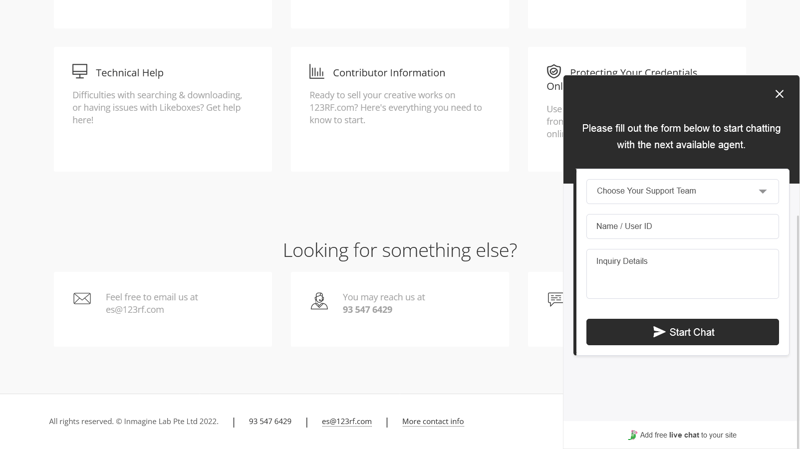 Technical Help
Difficulties with searching & downloading,
or having issues with Likeboxes? Get help
here!
Contributor Information
Ready to sell your creative works on
123RF.com? Here's everything you need to
know to start.
Protecting Your Credentials
Onl
Use
from
onli
Please fill out the form below to start chatting
with the next available agent.
Choose Your Support Team
Name / User ID
Inquiry Details
Start Chat
Add free live chat to your site
Looking for something else?
Feel free to email us at
es@123rf.com
You may reach us at
93 547 6429
All rights reserved. © Inmagine Lab Pte Ltd 2022. | 93 547 6429 | es@123rf.com | More contact info